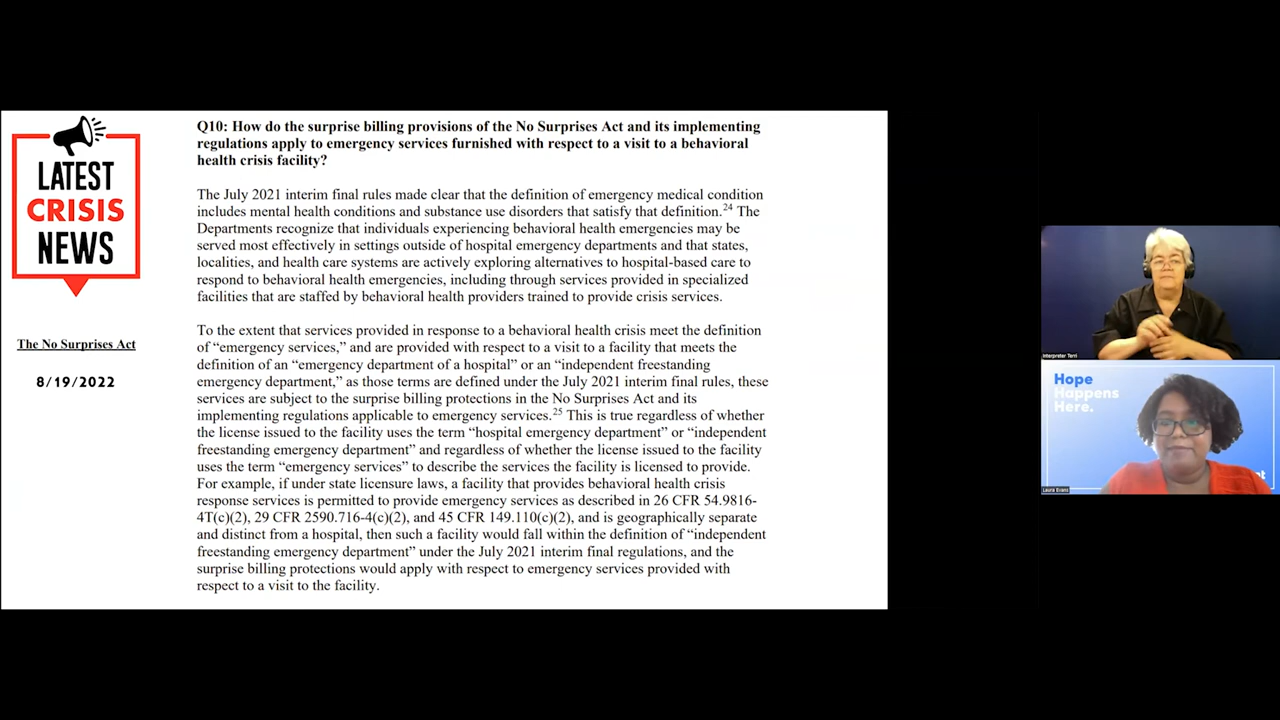 LATEST
CRISIS
NEWS
The No Surprises Act
8/19/2022
Q10: How do the surprise billing provisions of the No Surprises Act and its implementing
regulations apply to emergency services furnished with respect to a visit to a behavioral
health crisis facility?
The July 2021 interim final rules made clear that the definition of emergency medical condition
includes mental health conditions and substance use disorders that satisfy that definition.24 The
Departments recognize that individuals experiencing behavioral health emergencies may be
served most effectively in settings outside of hospital emergency departments and that states,
localities, and health care systems are actively exploring alternatives to hospital-based care to
respond to behavioral health emergencies, including through services provided in specialized
facilities that are staffed by behavioral health providers trained to provide crisis services.
To the extent that services provided in response to a behavioral health crisis meet the definition
of “emergency services,” and are provided with respect to a visit to a facility that meets the
definition of an “emergency department of a hospital” or an “independent freestanding
emergency department,” as those terms are defined under the July 2021 interim final rules, these
services are subject to the surprise billing protections in the No Surprises Act and its
implementing regulations applicable to emergency services.25 This is true regardless of whether
the license issued to the facility uses the term “hospital emergency department” or “independent
freestanding emergency department” and regardless of whether the license issued to the facility
uses the term “emergency services” to describe the services the facility is licensed to provide.
For example, if under state licensure laws, a facility that provides behavioral health crisis
response services is permitted to provide emergency services as described in 26 CFR 54.9816-
4T(c)(2), 29 CFR 2590.716-4(c)(2), and 45 CFR 149.110(c)(2), and is geographically separate
and distinct from a hospital, then such a facility would fall within the definition of “independent
freestanding emergency department” under the July 2021 interim final regulations, and the
surprise billing protections would apply with respect to emergency services provided with
respect to a visit to the facility.
Interpreter Terri
Hope
Happens
Here.
Laura Evans